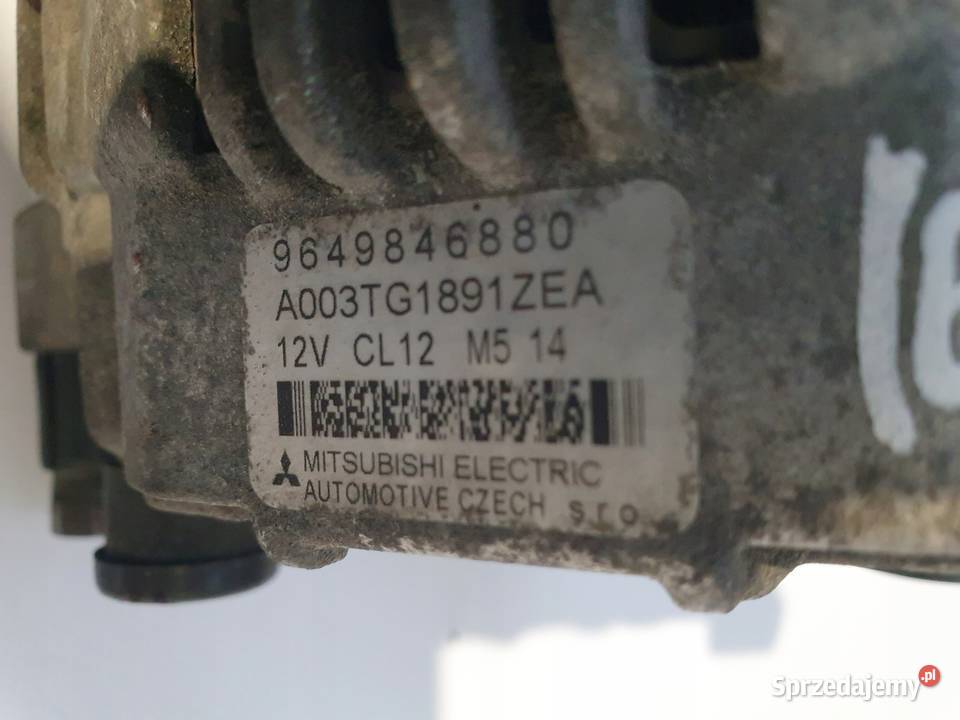 9649846880
A003TG1891ZEA
12V CL12 M5 14
MITSUBISHI ELECTRIC
AUTOMOTIVE CZECH s.r.o
Sprzedajemy.pl